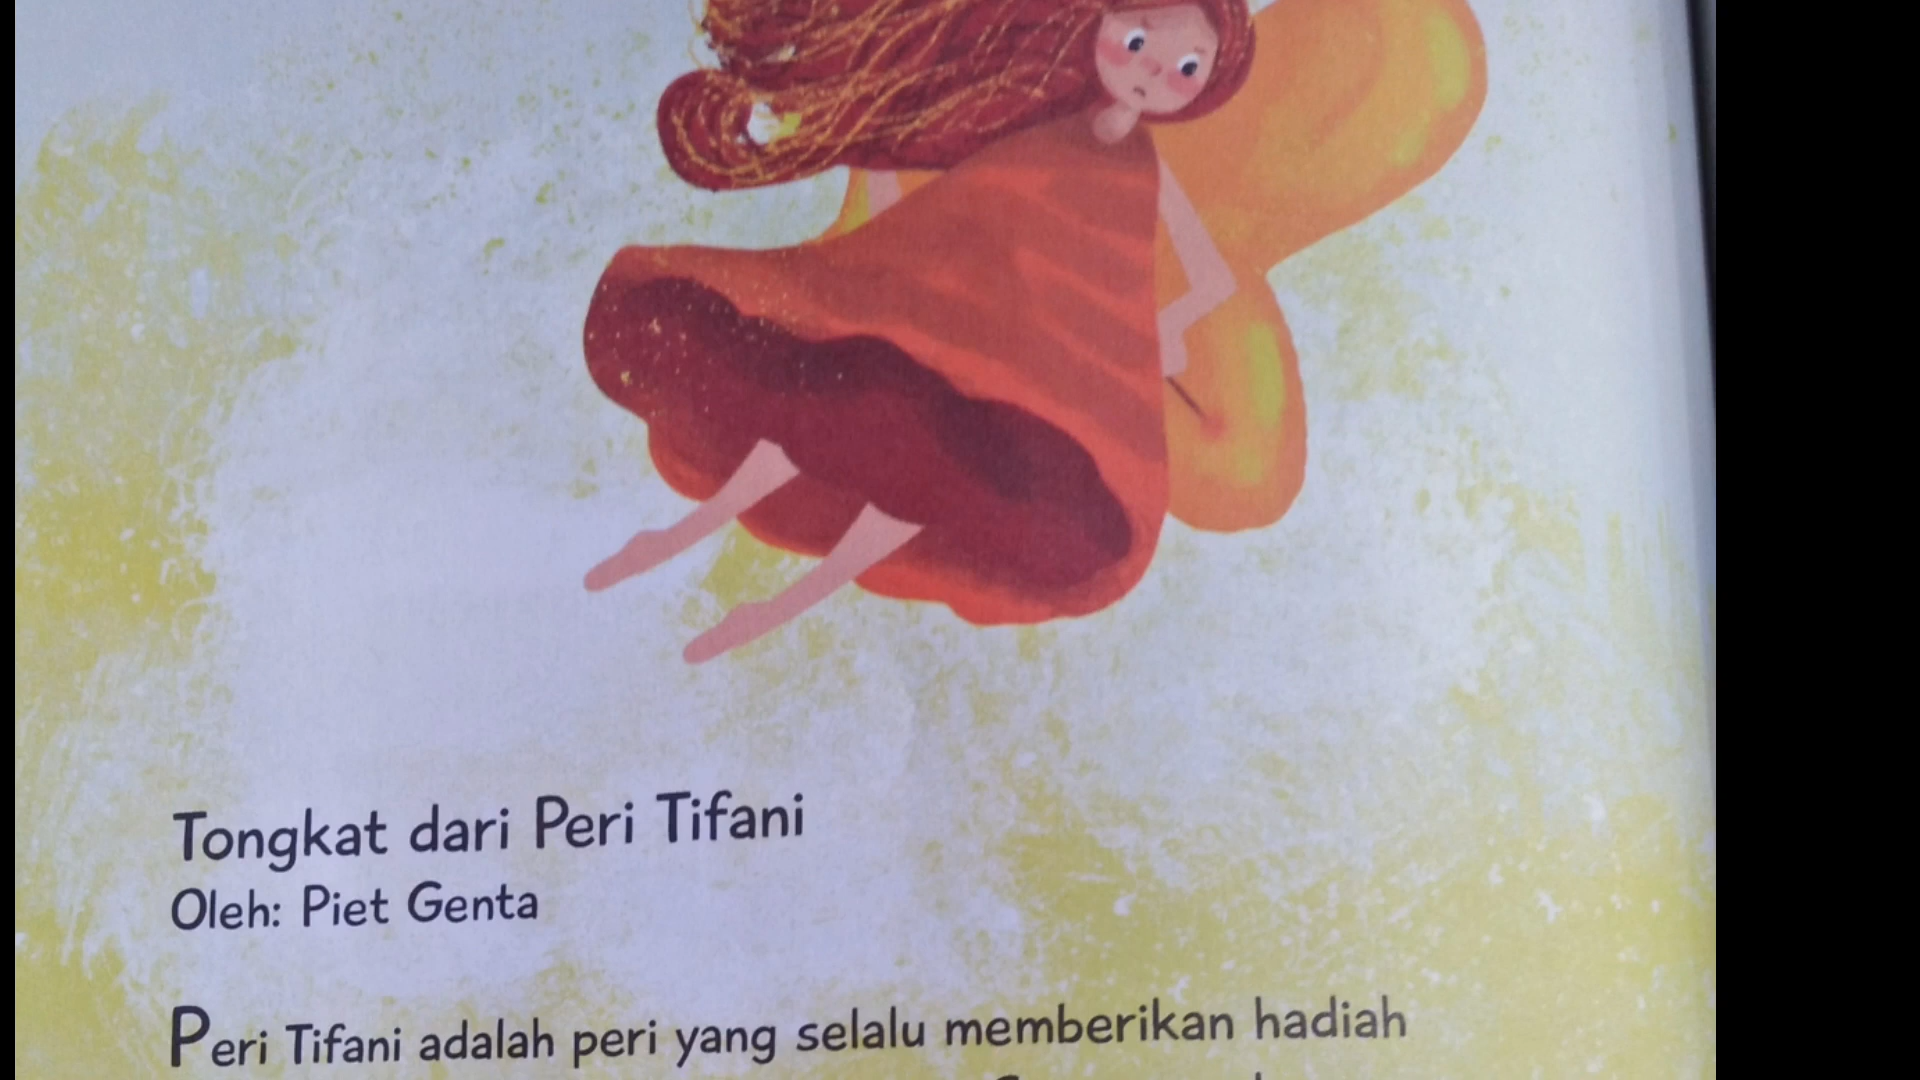 Tongkat dari Peri Tifani
Oleh: Piet Genta
Peri Tifani adalah peri yang selalu memberikan hadiah